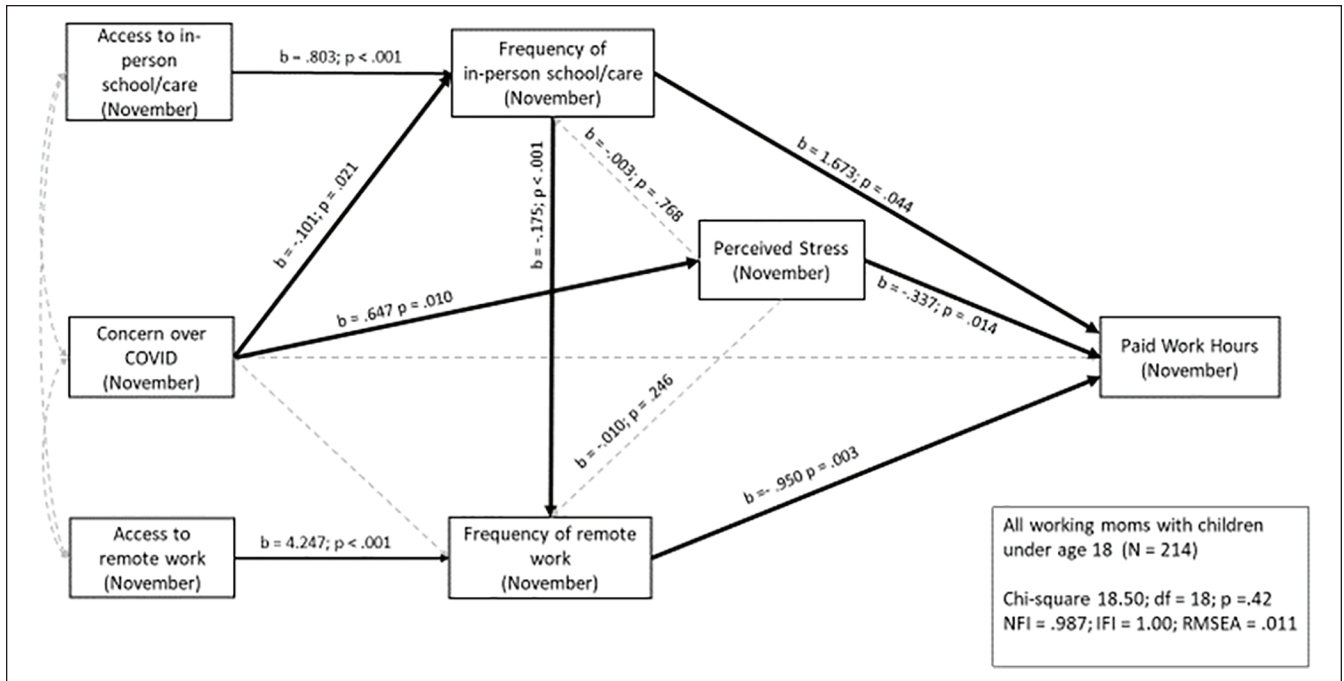 Access to in-
person
school/care
(November)
b = .803; p < .001
Frequency of
in-person school/care
(November)
b = -.101; p = .021
b = -.175; p < .001
b = -.003; p = .768
b = 1.673; p = .044
Perceived Stress
(November)
b = .647 p = .010
b = -.337; p = .014
Concern over
COVID
(November)
Paid Work Hours
(November)
b = -.010; p = .246
b =- .950 p = .003
Access to
remote work
(November)
b = 4.247; p < .001
Frequency of remote
work
(November)
All working moms with children
under age 18 (N = 214)
Chi-square 18.50; df = 18; p =.42
NFI = .987; IFI = 1.00; RMSEA = .011